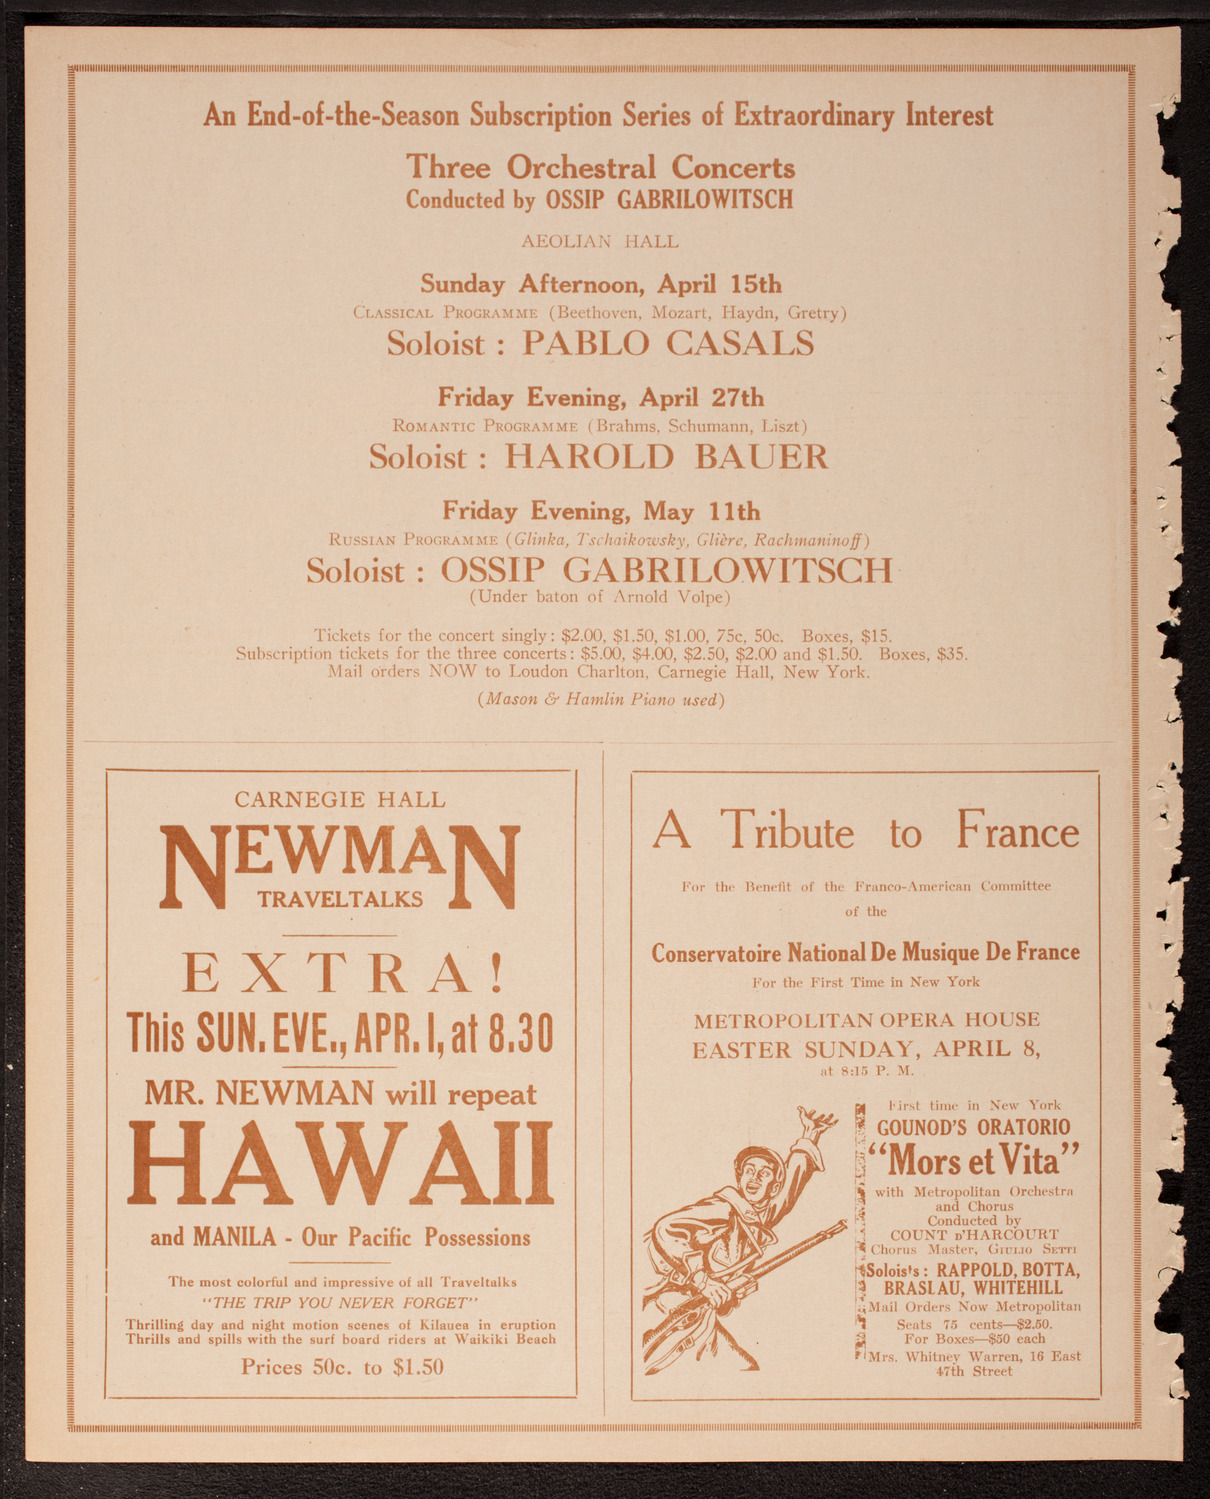 An End-of-the-Season Subscription Series of Extraordinary Interest
Three Orchestral Concerts
Conducted by OSSIP GABRILOWITSCH
AEOLIAN HALL
Sunday Afternoon, April 15th
CLASSICAL PROGRAMME (Beethoven, Mozart, Haydn, Gretry)
Soloist : PABLO CASALS
Friday Evening, April 27th
ROMANTIC PROGRAMME (Brahms, Schumann, Liszt)
Soloist : HAROLD BAUER
Friday Evening, May 11th
RUSSIAN PROGRAMME (Glinka, Tschaikowsky, Glière, Rachmaninoff)
Soloist : OSSIP GABRILOWITSCH
(Under baton of Arnold Volpe)
Tickets for the concert singly: $2.00, $1.50, $1.00, 75c, 50c. Boxes, $15.
Subscription tickets for the three concerts: $5.00, $4.00, $2.50, $2.00 and $1.50. Boxes, $35.
Mail orders NOW to Loudon Charlton, Carnegie Hall, New York.
(Mason & Hamlin Piano used)
CARNEGIE HALL
NEWMAN
TRAVELTALKS
EXTRA!
This SUN. EVE., APR. 1, at 8.30
MR. NEWMAN will repeat
HAWAII
and MANILA - Our Pacific Possessions
The most colorful and impressive of all Traveltalks
"THE TRIP YOU NEVER FORGET"
Thrilling day and night motion scenes of Kilauea in eruption
Thrills and spills with the surf board riders at Waikiki Beach
Prices 50c. to $1.50
A Tribute to France
For the Benefit of the Franco-American Committee
of the
Conservatoire National De Musique De France
For the First Time in New York
METROPOLITAN OPERA HOUSE
EASTER SUNDAY, APRIL 8,
at 8:15 P. M.
First time in New York
GOUNOD'S ORATORIO
"Mors et Vita"
with Metropolitan Orchestra
and Chorus
Conducted by
COUNT D'HARCOURT
Chorus Master, GIULIO SETTI
Solois's : RAPPOLD, BOTTA,
BRASLAU, WHITEHILL
Mail Orders Now Metropolitan
Seats 75 cents—$2.50.
For Boxes—$50 each
Mrs. Whitney Warren, 16 East
47th Street